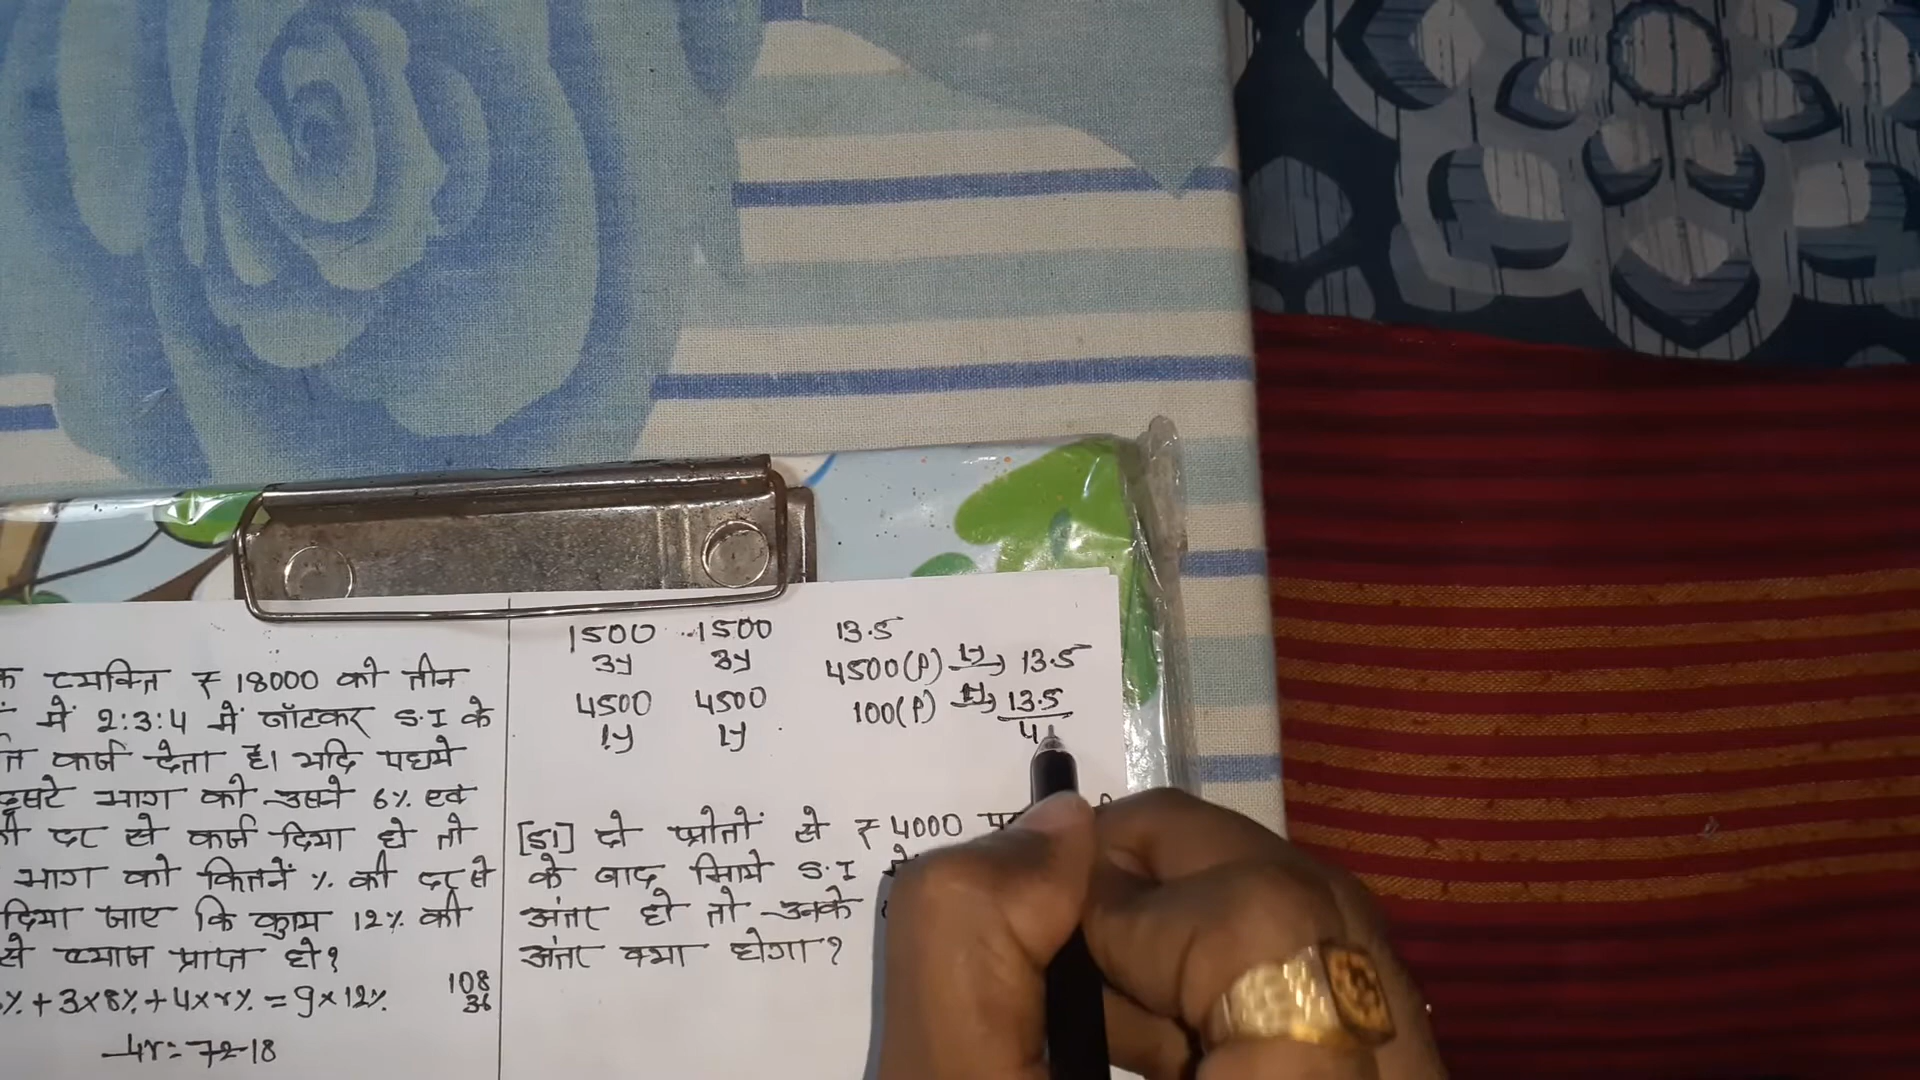 क व्यक्ति ₹ 18000 को तीन
में 2:3:4 में बाँटकर S.I के
कर्ज देता है। यदि पहले
दूसरे भाग को उसने 6% एवं
दर से कर्ज दिया हो तो
भाग को कितनें % की दर से
दिया जाए कि कुल 12% की
से ब्याज प्राप्त हो?
% + 3×8% + 4×r% = 9×12%
108
36
4r = 72-18
1500 1500 13.5
3y 3y
4500(P) 1y→ 13.5
4500 4500
1y 1y
100(P) 1y→ 13.5
4
[51] दो स्रोतों से ₹ 4000
के बाद मिले S.I में
अंतर हो तो उनके
अंतर क्या होगा?